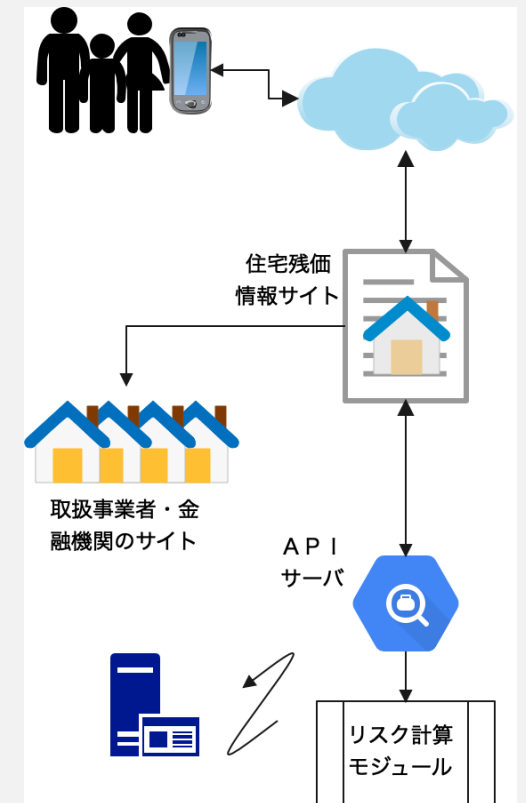 住宅残価
情報サイト
取扱事業者・金
融機関のサイト
ＡＰＩ
サーバ
リスク計算
モジュール